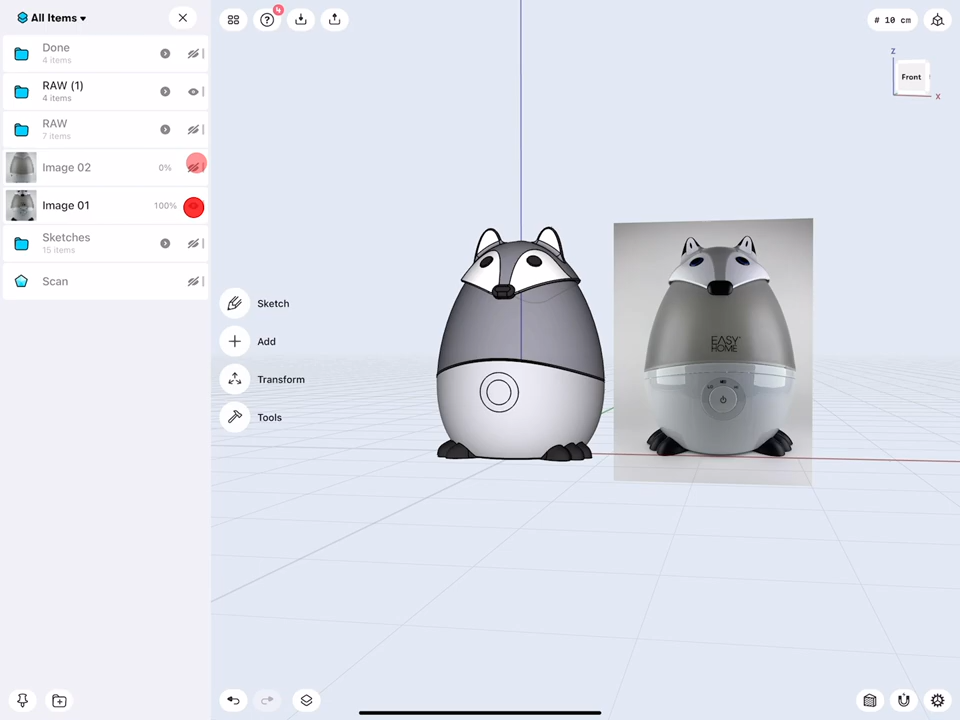 All Items ▾
Done
4 items
RAW (1)
4 items
RAW
7 items
Image 02
0%
Image 01
100%
Sketches
15 items
Scan
4
# 10 cm
Z
Front
X
Sketch
Add
Transform
Tools
EASY
HOME